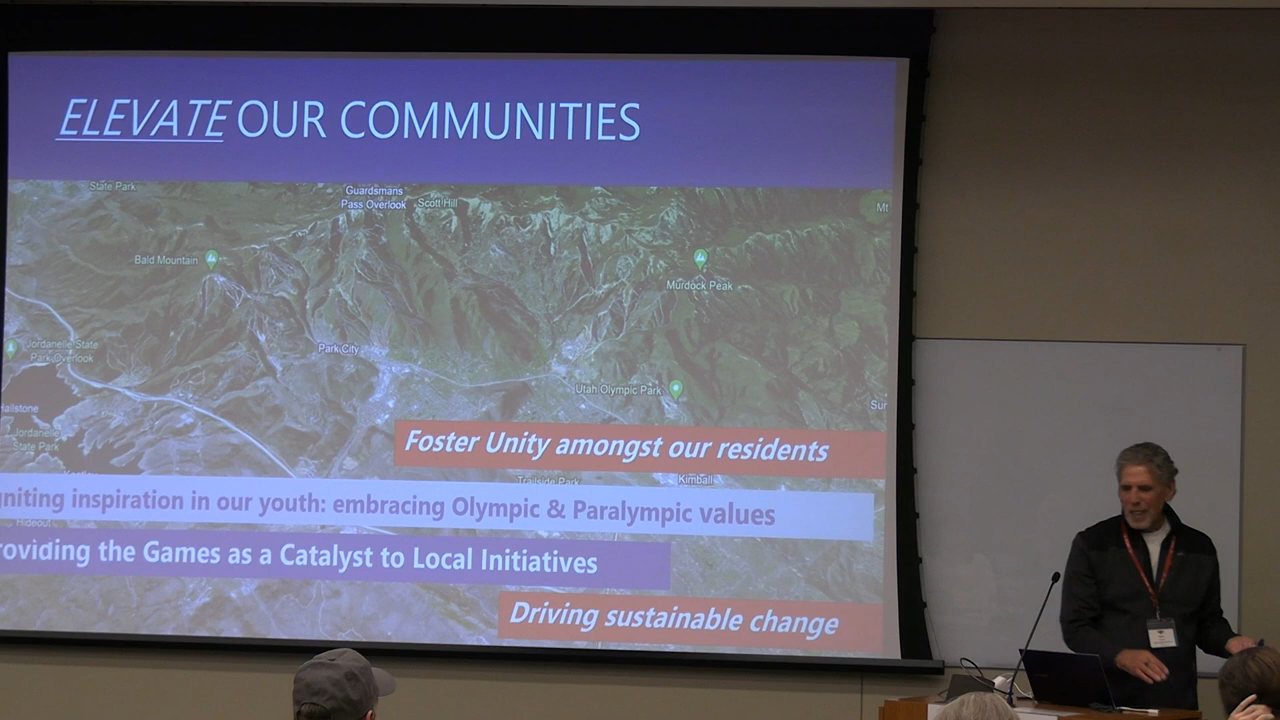 ELEVATE OUR COMMUNITIES
State Park
Guardsmans
Pass Overlook
Scott Hill
Mt
Bald Mountain
Murdock Peak
Jordanelle State
Park Overlook
Park City
Utah Olympic Park
Hailstone
Sur
Jordanelle
State Park
Foster Unity amongst our residents
Trailside Park
Kimball
gniting inspiration in our youth: embracing Olympic & Paralympic values
Hideout
roviding the Games as a Catalyst to Local Initiatives
Driving sustainable change